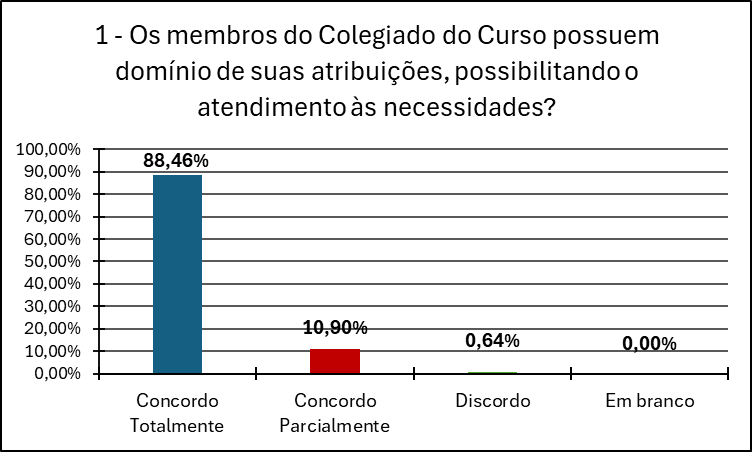 1 - Os membros do Colegiado do Curso possuem
domínio de suas atribuições, possibilitando o
atendimento às necessidades?
100,00%
90,00%
80,00%
70,00%
60,00%
50,00%
40,00%
30,00%
20,00%
10,00%
0,00%
88,46%
10,90%
0,64%
0,00%
Concordo
Totalmente
Concordo
Parcialmente
Discordo
Em branco